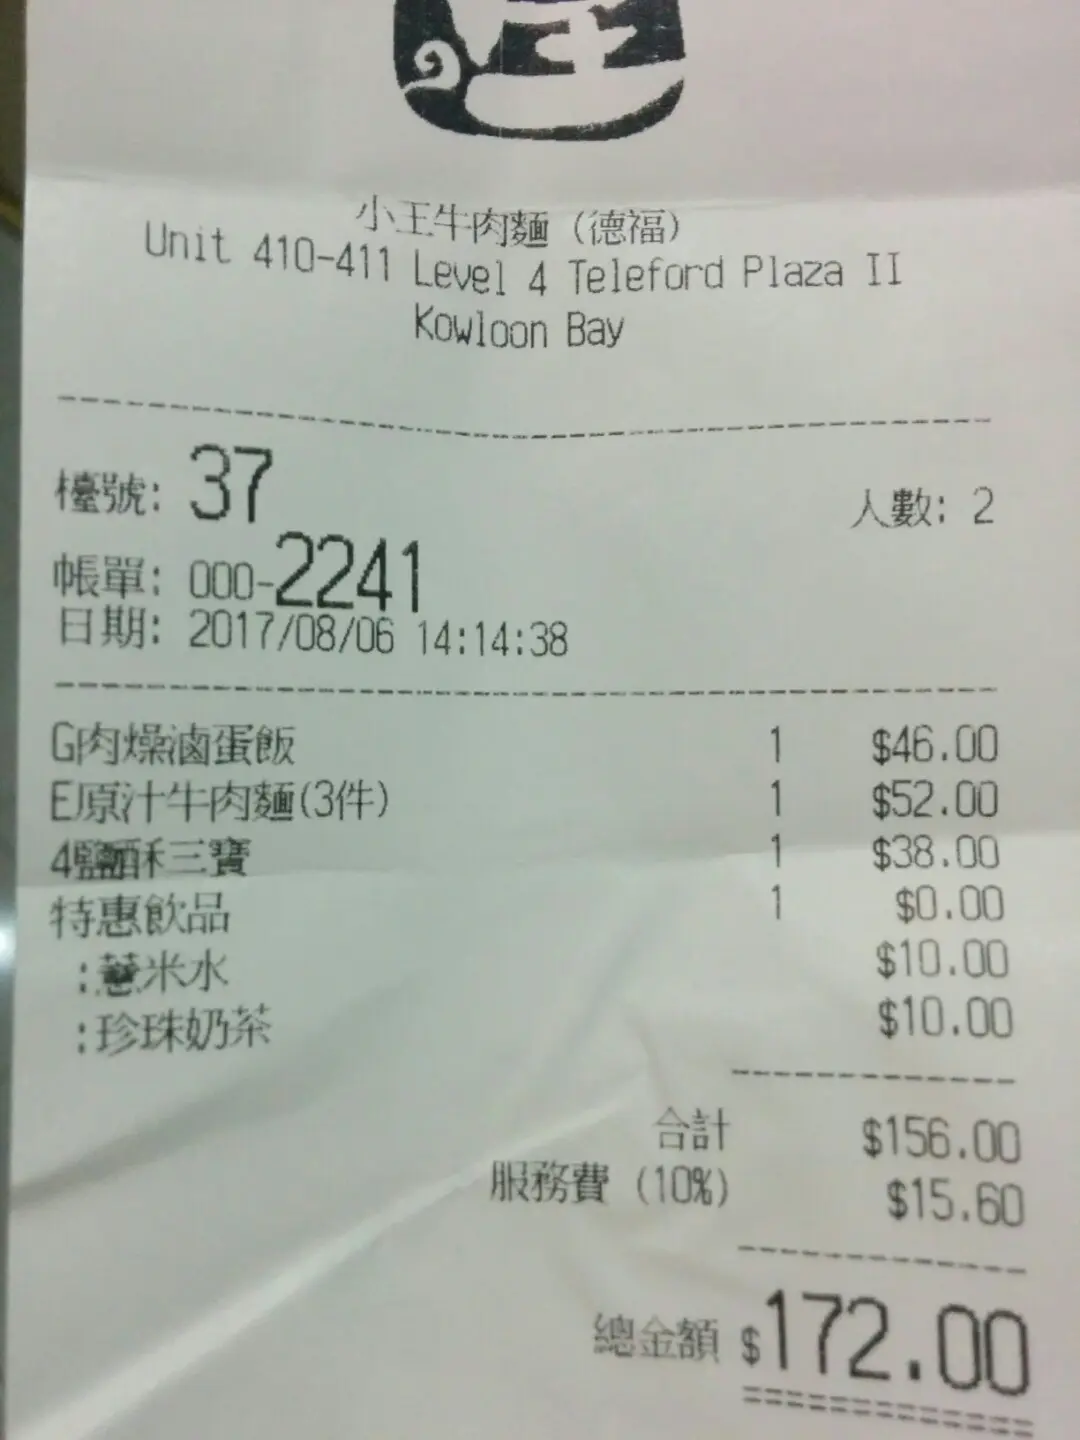 小王牛肉麵 (德福)
Unit 410-411 Level 4 Teleford Plaza II
Kowloon Bay
檯號: 37 人數: 2
帳單: 000-2241
日期: 2017/08/06 14:14:38
G肉燥滷蛋飯 1 $46.00
E原汁牛肉麵(3件) 1 $52.00
4鹽酥三寶 1 $38.00
特惠飲品 1 $0.00
:薏米水 $10.00
:珍珠奶茶 $10.00
合計 $156.00
服務費 (10%) $15.60
總金額 $172.00